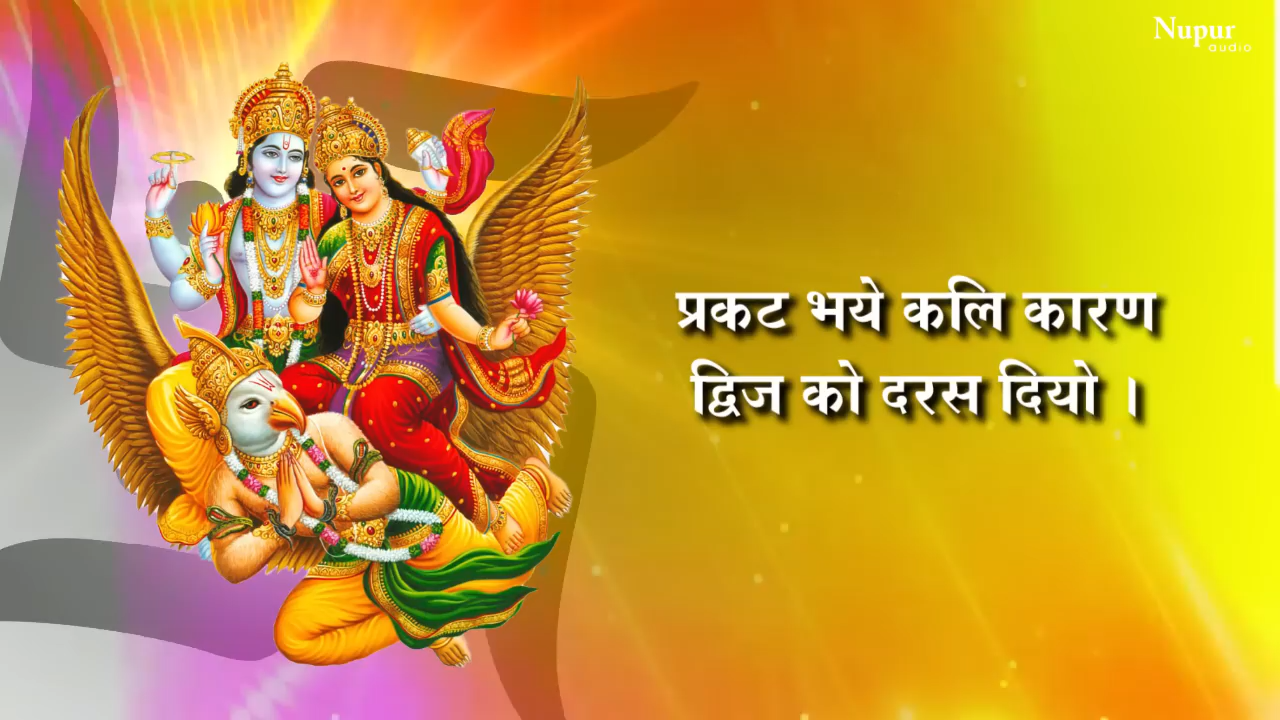 Nupur
audio
प्रकट भये कलि कारण
द्विज को दरस दियो ।